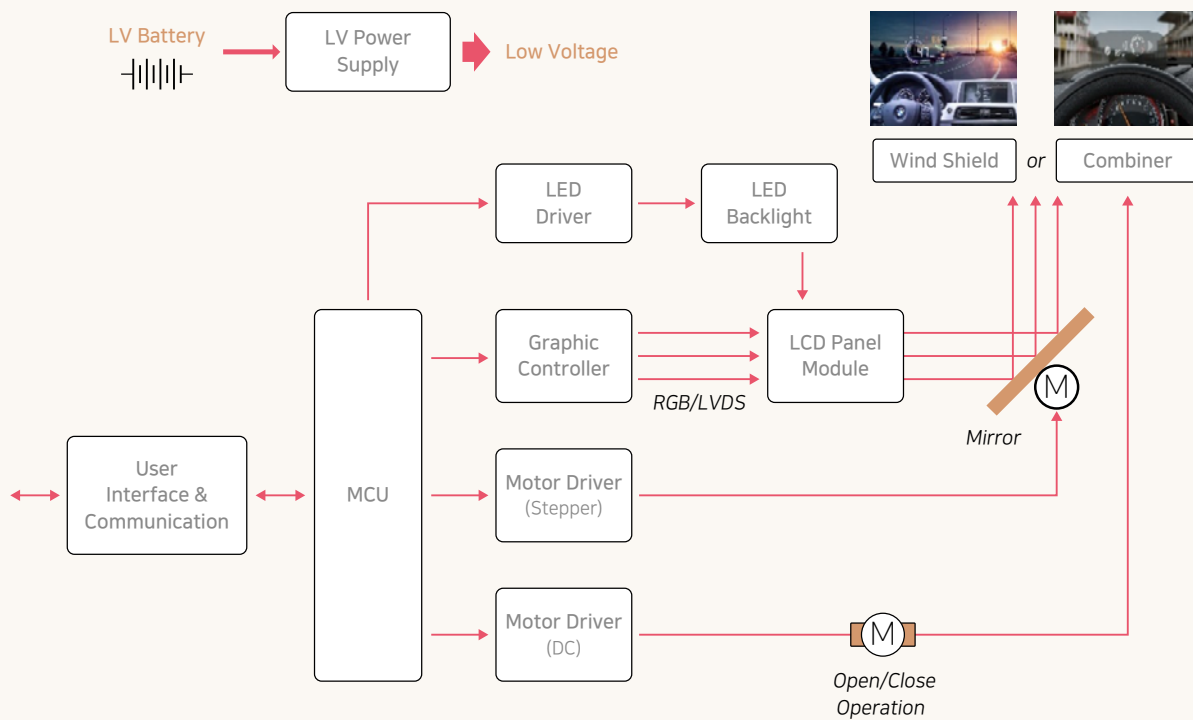 LV Battery
LV Power
Supply
Low Voltage
Wind Shield
or
Combiner
LED
Driver
LED
Backlight
Graphic
Controller
RGB/LVDS
LCD Panel
Module
M
Mirror
User
Interface &
Communication
MCU
Motor Driver
(Stepper)
Motor Driver
(DC)
M
Open/Close
Operation